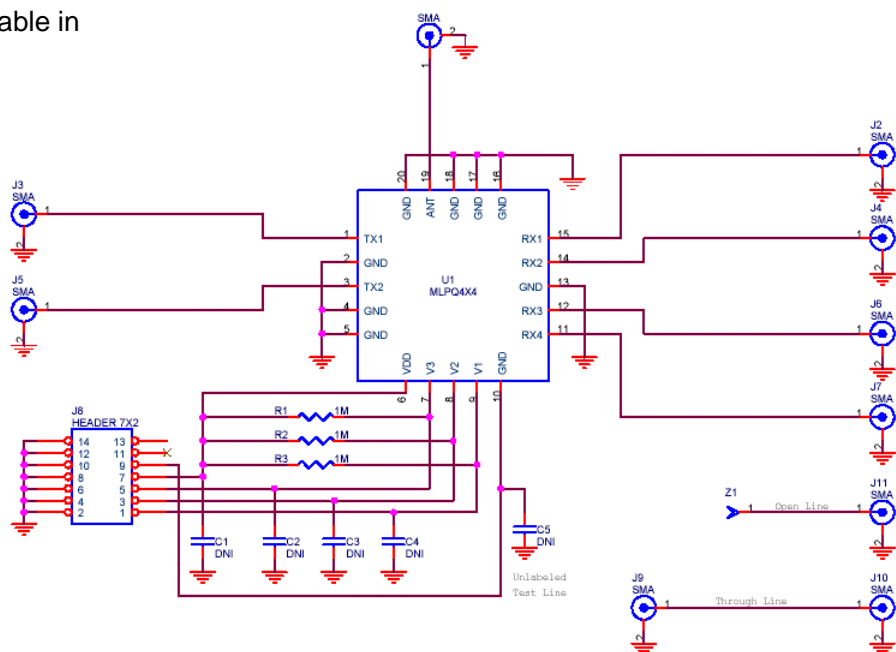 able in
SMA
2
1
20 19 18 17 16
GND ANT GND GND GND
J3
SMA
1
2
J5
SMA
1
2
1 TX1
2 GND
3 TX2
4 GND
5 GND
U1
MLPQ4X4
RX1 15
RX2 14
GND 13
RX3 12
RX4 11
VDD V3 V2 V1 GND
6 7 8 9 10
J2
SMA
1
2
J4
SMA
1
2
J6
SMA
1
2
J7
SMA
1
2
R1 1M
R2 1M
R3 1M
J8
HEADER 7X2
14 13
12 11
10 9
8 7
6 5
4 3
2 1
C1
DNI
C2
DNI
C3
DNI
C4
DNI
C5
DNI
Unlabeled
Test Line
Z1
1 Open Line 1
J11
SMA
2
J9
SMA
1 Through Line 1
2
J10
SMA
2